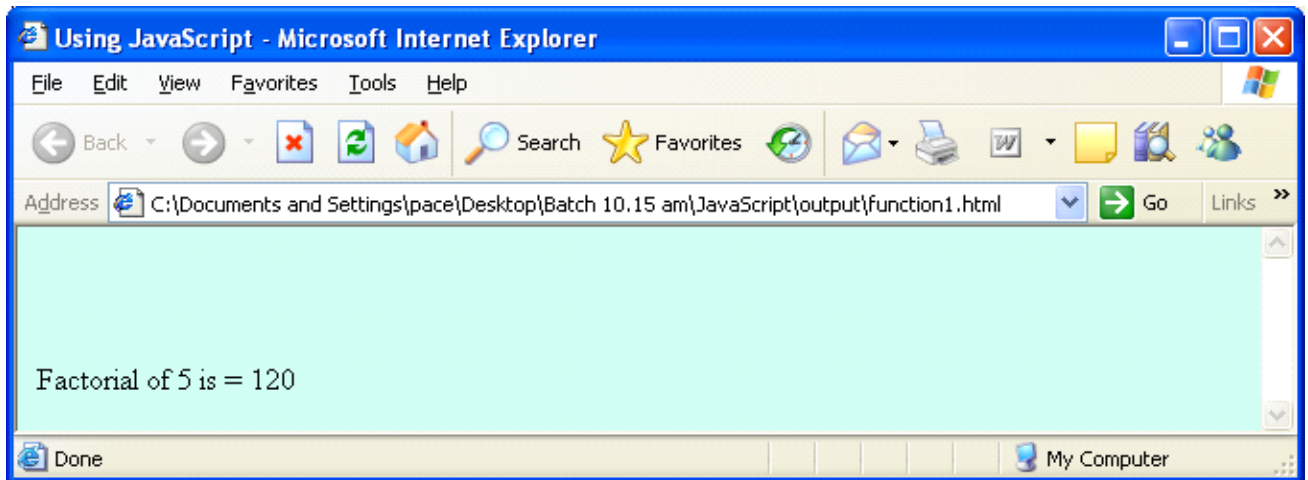 Using JavaScript - Microsoft Internet Explorer
File Edit View Favorites Tools Help
Back Search Favorites W
Address C:\Documents and Settings\pace\Desktop\Batch 10.15 am\JavaScript\output\function1.html Go Links »
Factorial of 5 is = 120
Done My Computer